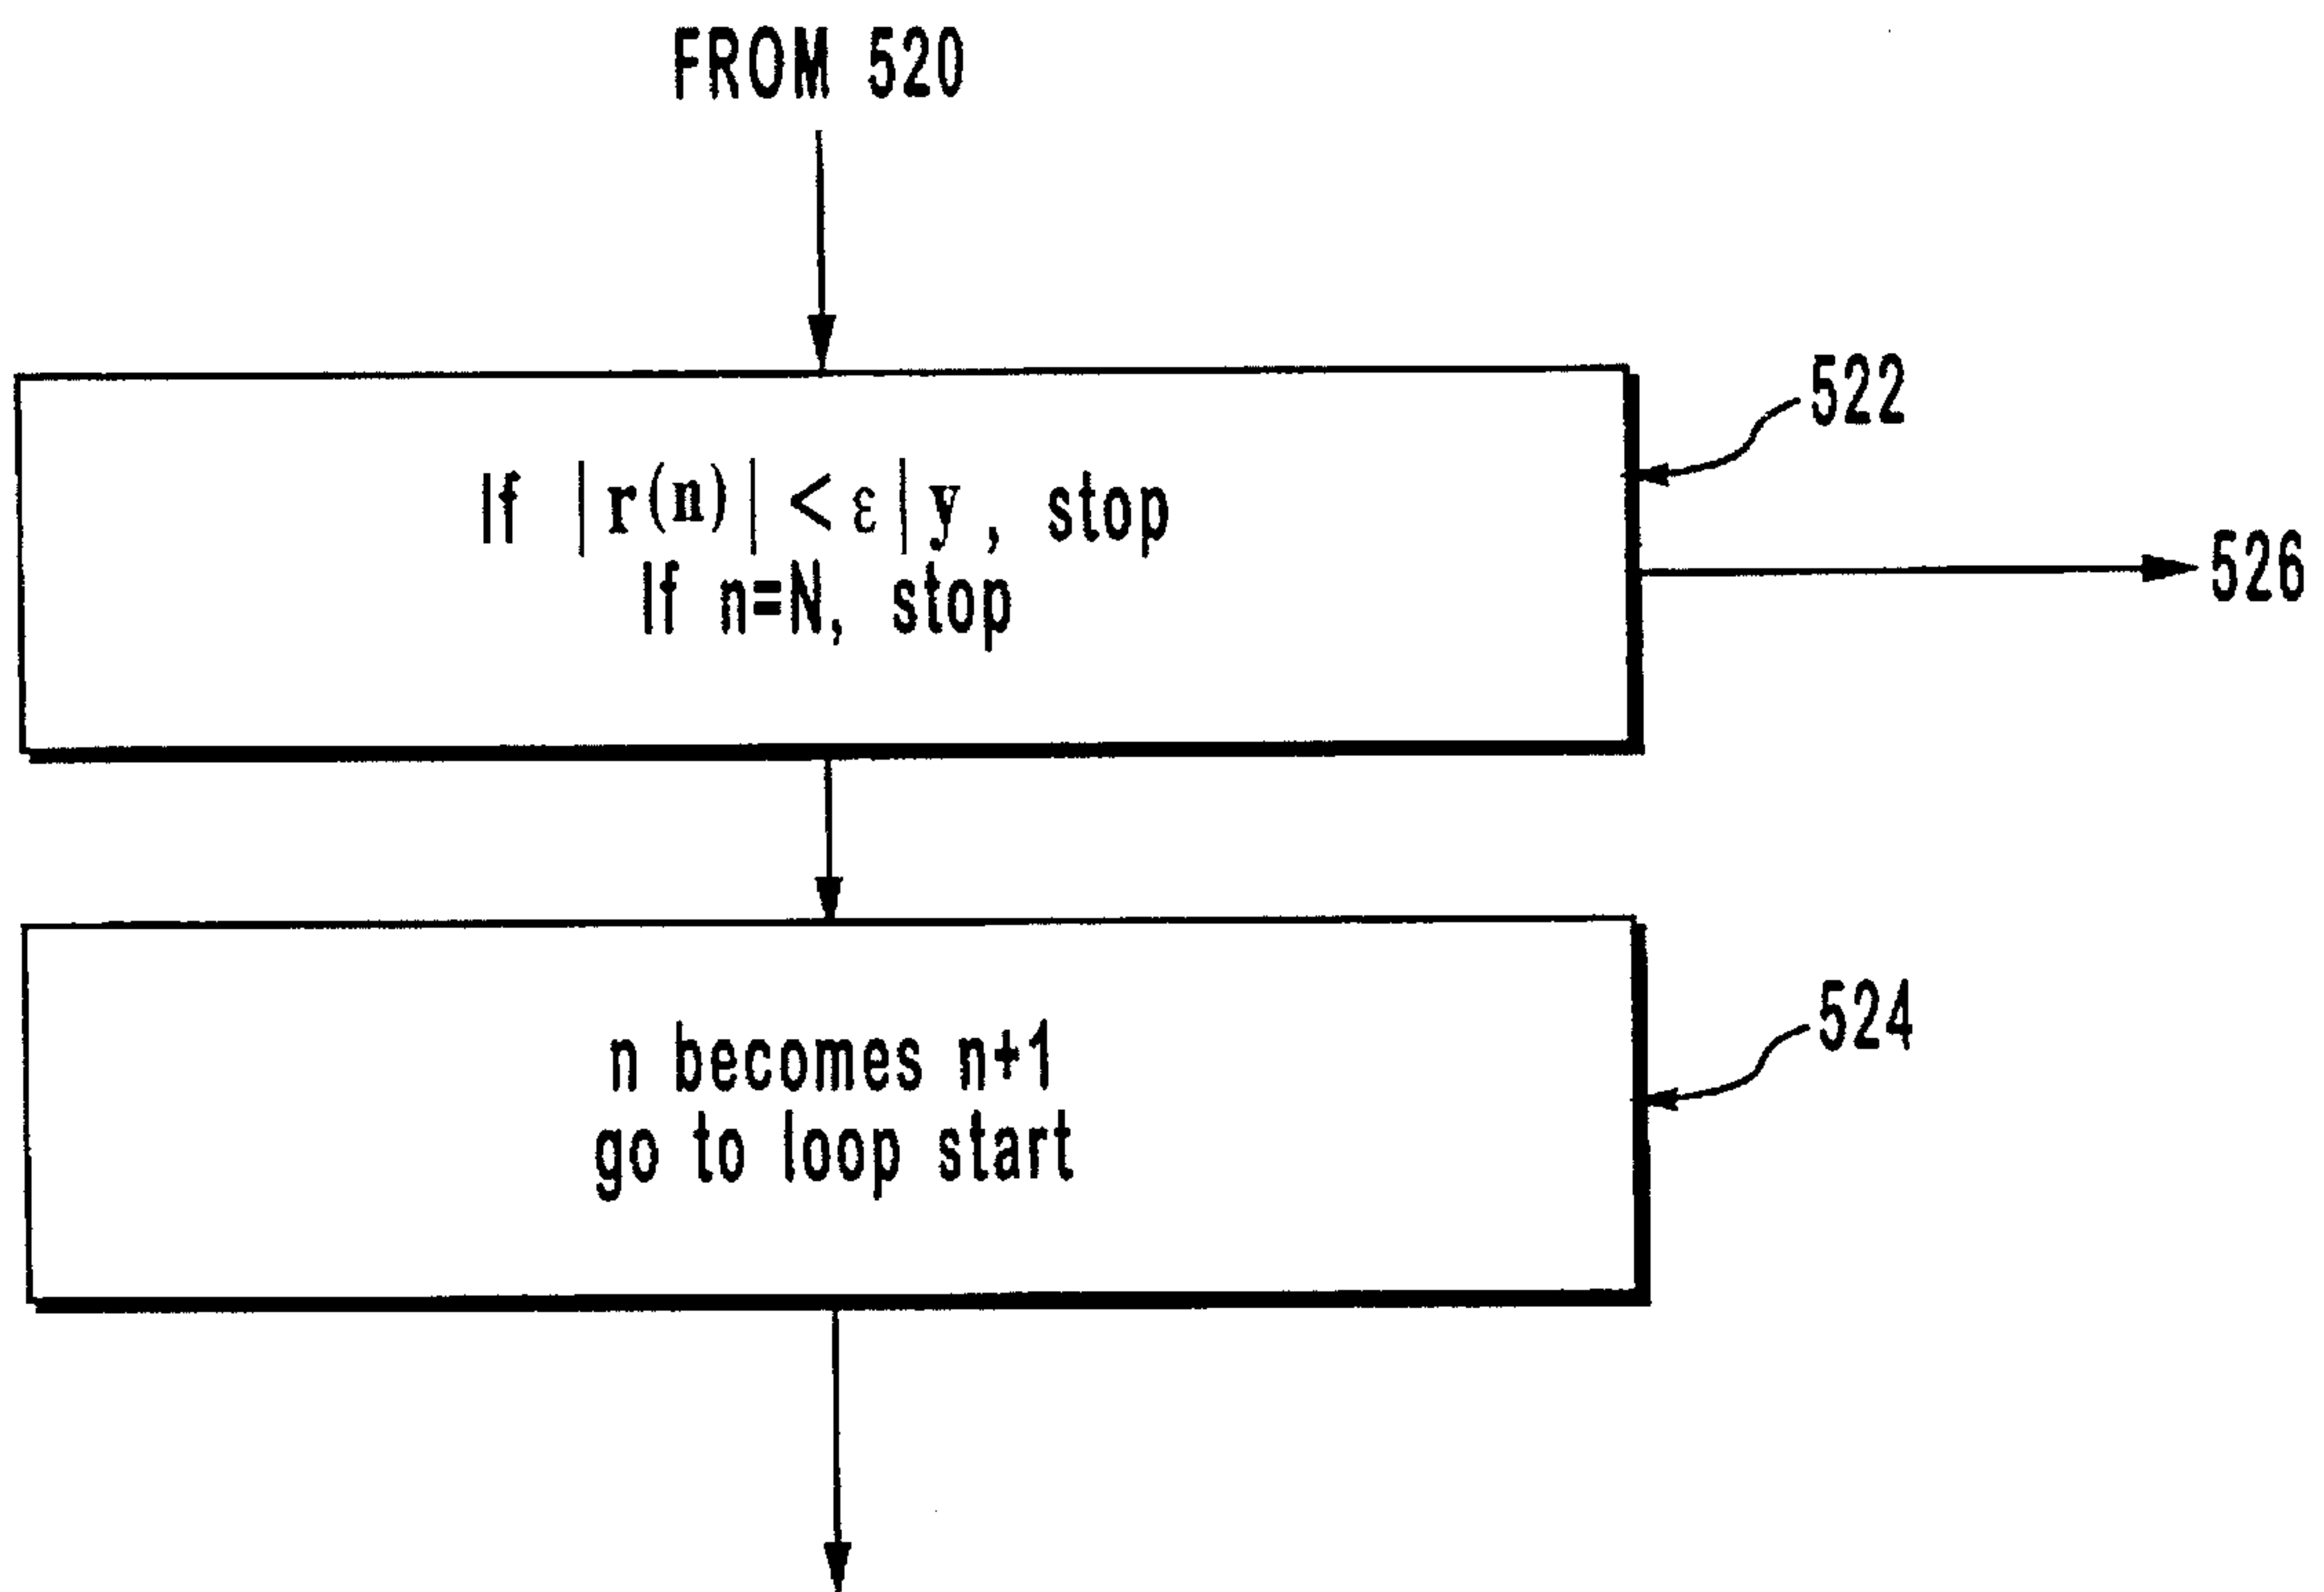 FROM 520
522
If |r(n)| < ε|y, stop
If n=N, stop
526
n becomes n+1
go to loop start
524